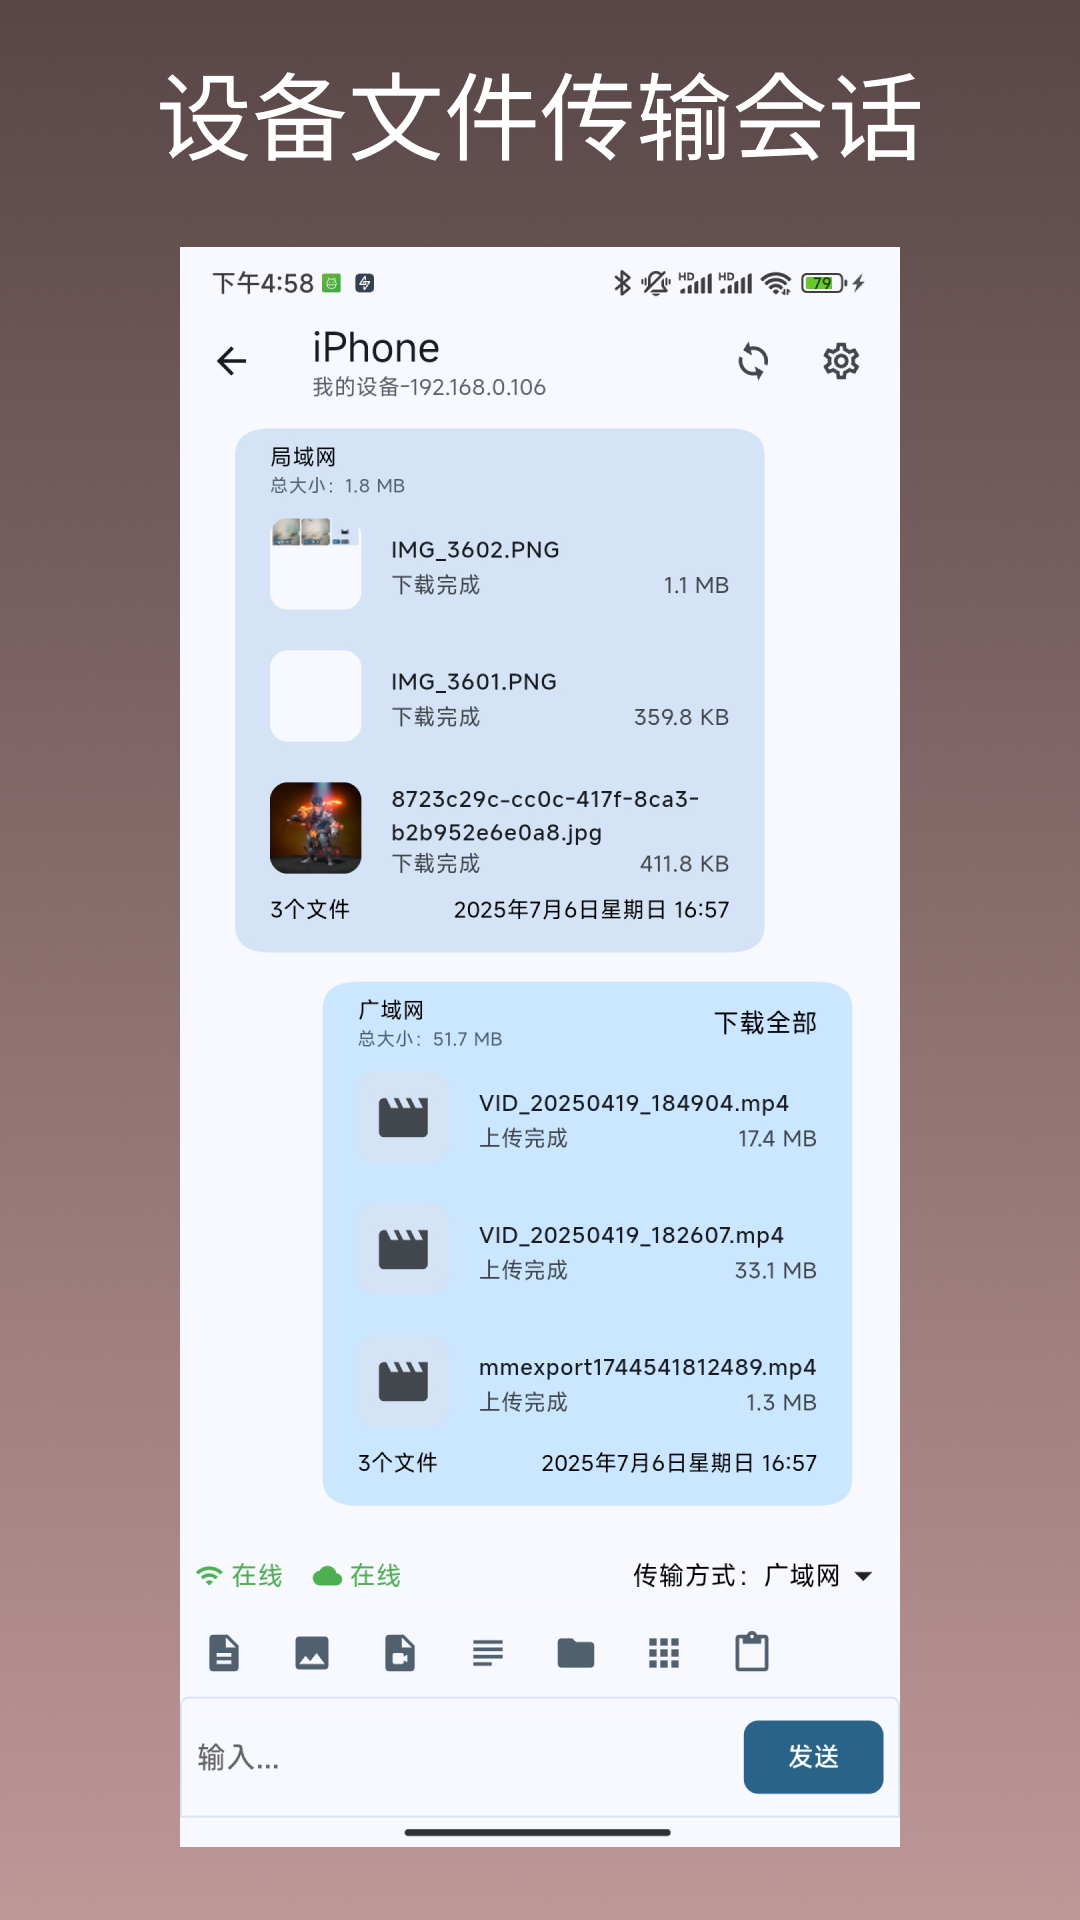 设备文件传输会话
下午4:58
HD HD 79
iPhone
我的设备-192.168.0.106
局域网
总大小：1.8 MB
IMG_3602.PNG
下载完成 1.1 MB
IMG_3601.PNG
下载完成 359.8 KB
8723c29c-cc0c-417f-8ca3-
b2b952e6e0a8.jpg
下载完成 411.8 KB
3个文件 2025年7月6日星期日 16:57
广域网 下载全部
总大小：51.7 MB
VID_20250419_184904.mp4
上传完成 17.4 MB
VID_20250419_182607.mp4
上传完成 33.1 MB
mmexport1744541812489.mp4
上传完成 1.3 MB
3个文件 2025年7月6日星期日 16:57
在线 在线 传输方式：广域网
输入... 发送